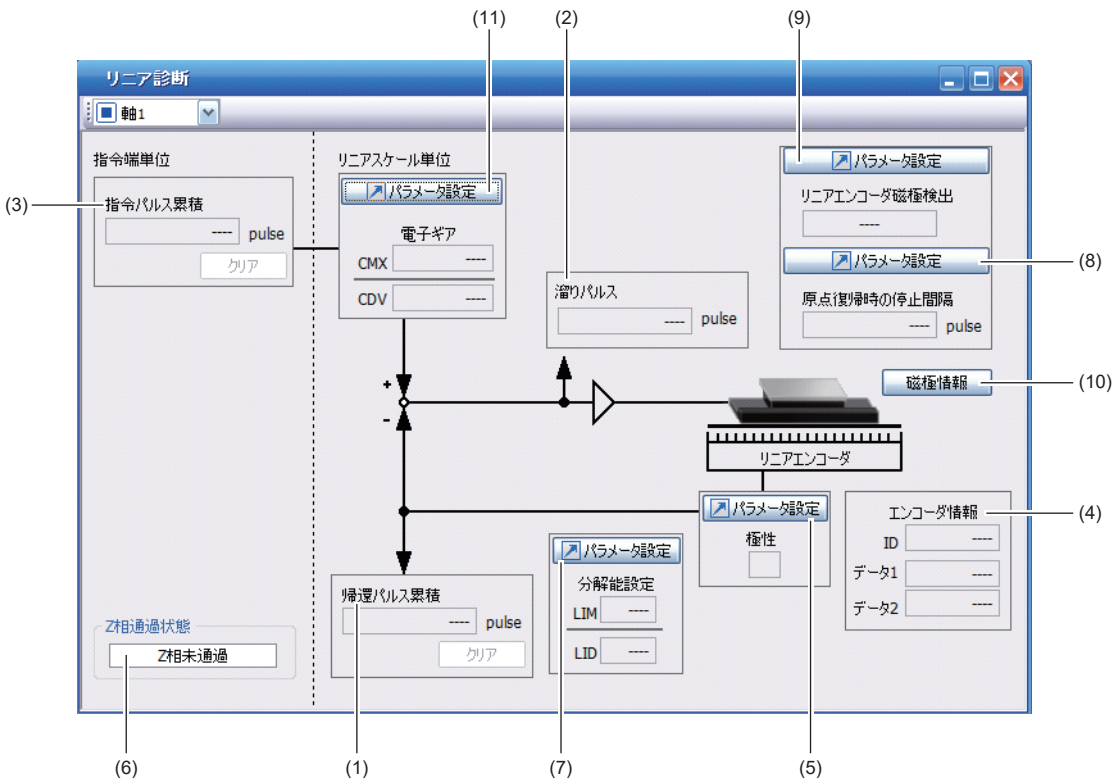 (11)
(2)
(9)
リニア診断
軸1
指令端単位
リニアスケール単位
パラメータ設定
パラメータ設定
リニアエンコーダ磁極検出
(3)
指令パルス累積
---- pulse
クリア
電子ギア
CMX ----
CDV ----
----
パラメータ設定
(8)
溜りパルス
---- pulse
原点復帰時の停止間隔
---- pulse
磁極情報
(10)
+
-
リニアエンコーダ
パラメータ設定
極性
エンコーダ情報
(4)
ID ----
データ1 ----
データ2 ----
パラメータ設定
分解能設定
LIM ----
LID ----
帰還パルス累積
---- pulse
クリア
Z相通過状態
Z相未通過
(6)
(1)
(7)
(5)